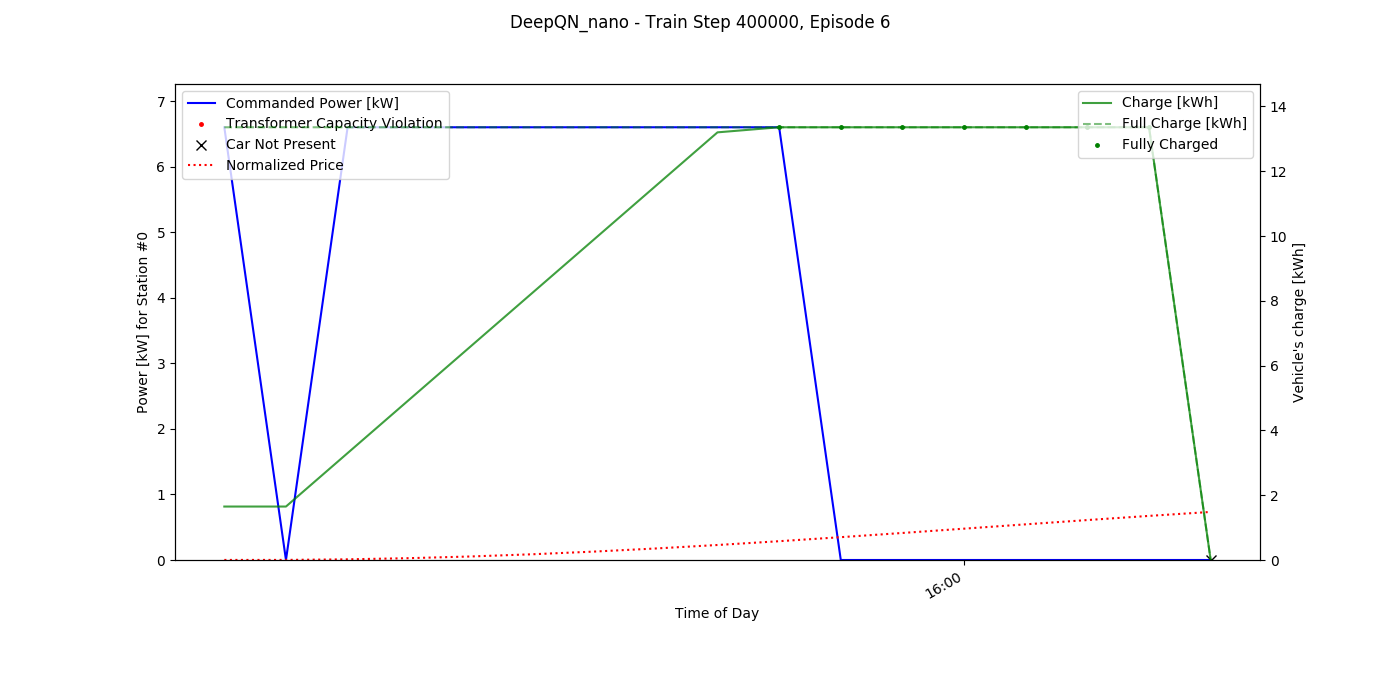 DeepQN_nano - Train Step 400000, Episode 6
7
6
5
4
3
2
1
0
Power [kW] for Station #0
Commanded Power [kW]
Transformer Capacity Violation
Car Not Present
Normalized Price
Charge [kWh]
Full Charge [kWh]
Fully Charged
14
12
10
8
6
4
2
0
Vehicle's charge [kWh]
16:00
Time of Day